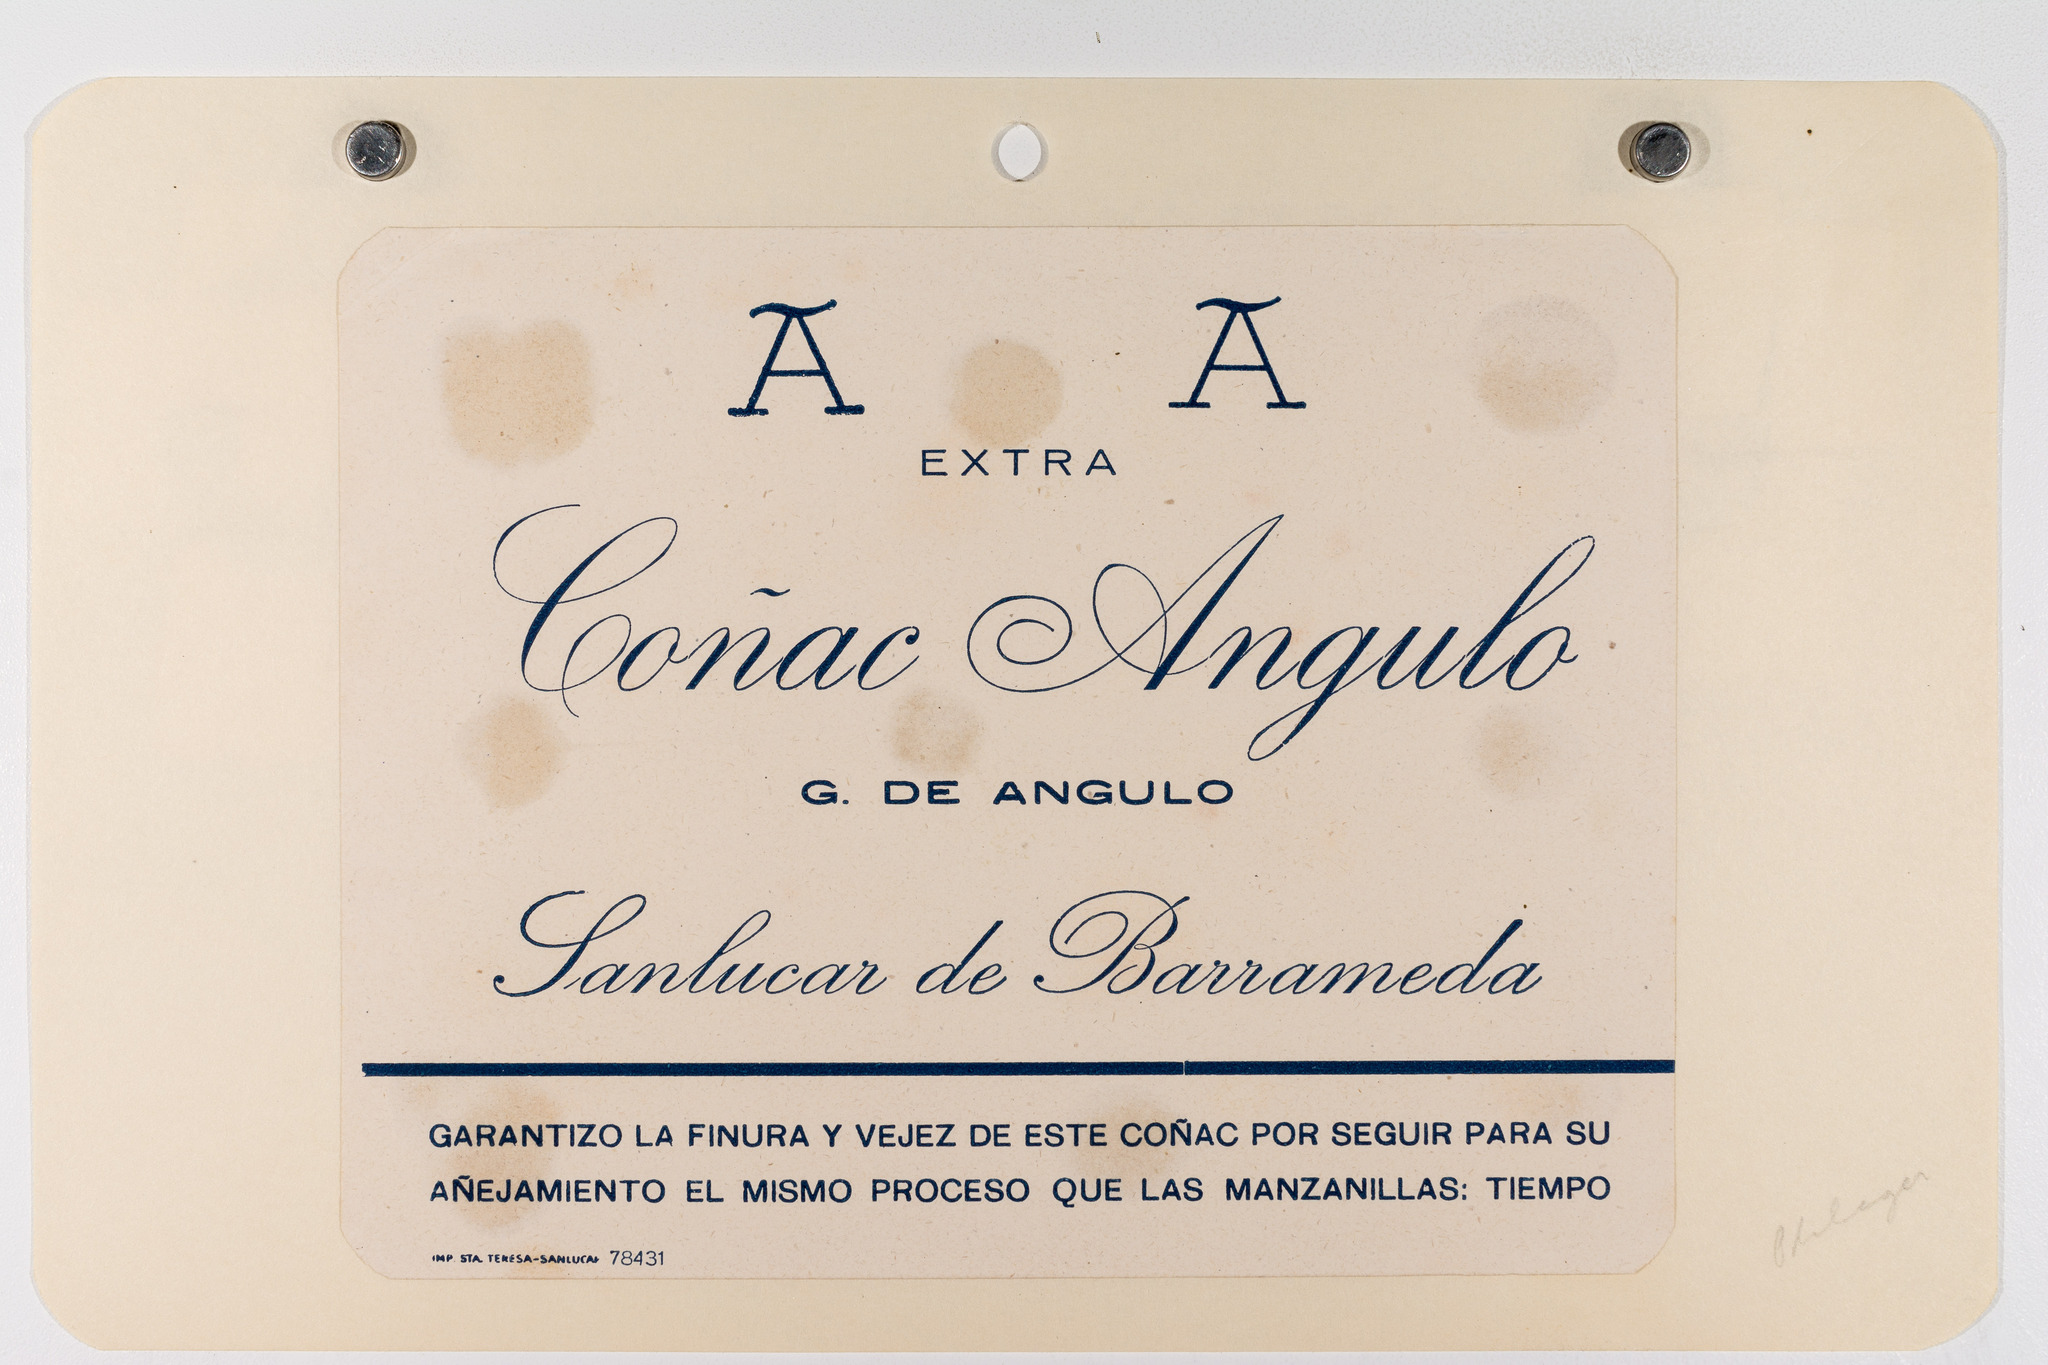 A A
EXTRA
Coñac Angulo
G. DE ANGULO
Sanlucar de Barrameda
GARANTIZO LA FINURA Y VEJEZ DE ESTE COÑAC POR SEGUIR PARA SU
AÑEJAMIENTO EL MISMO PROCESO QUE LAS MANZANILLAS: TIEMPO
IMP. STA. TERESA-SANLUCAR 78431